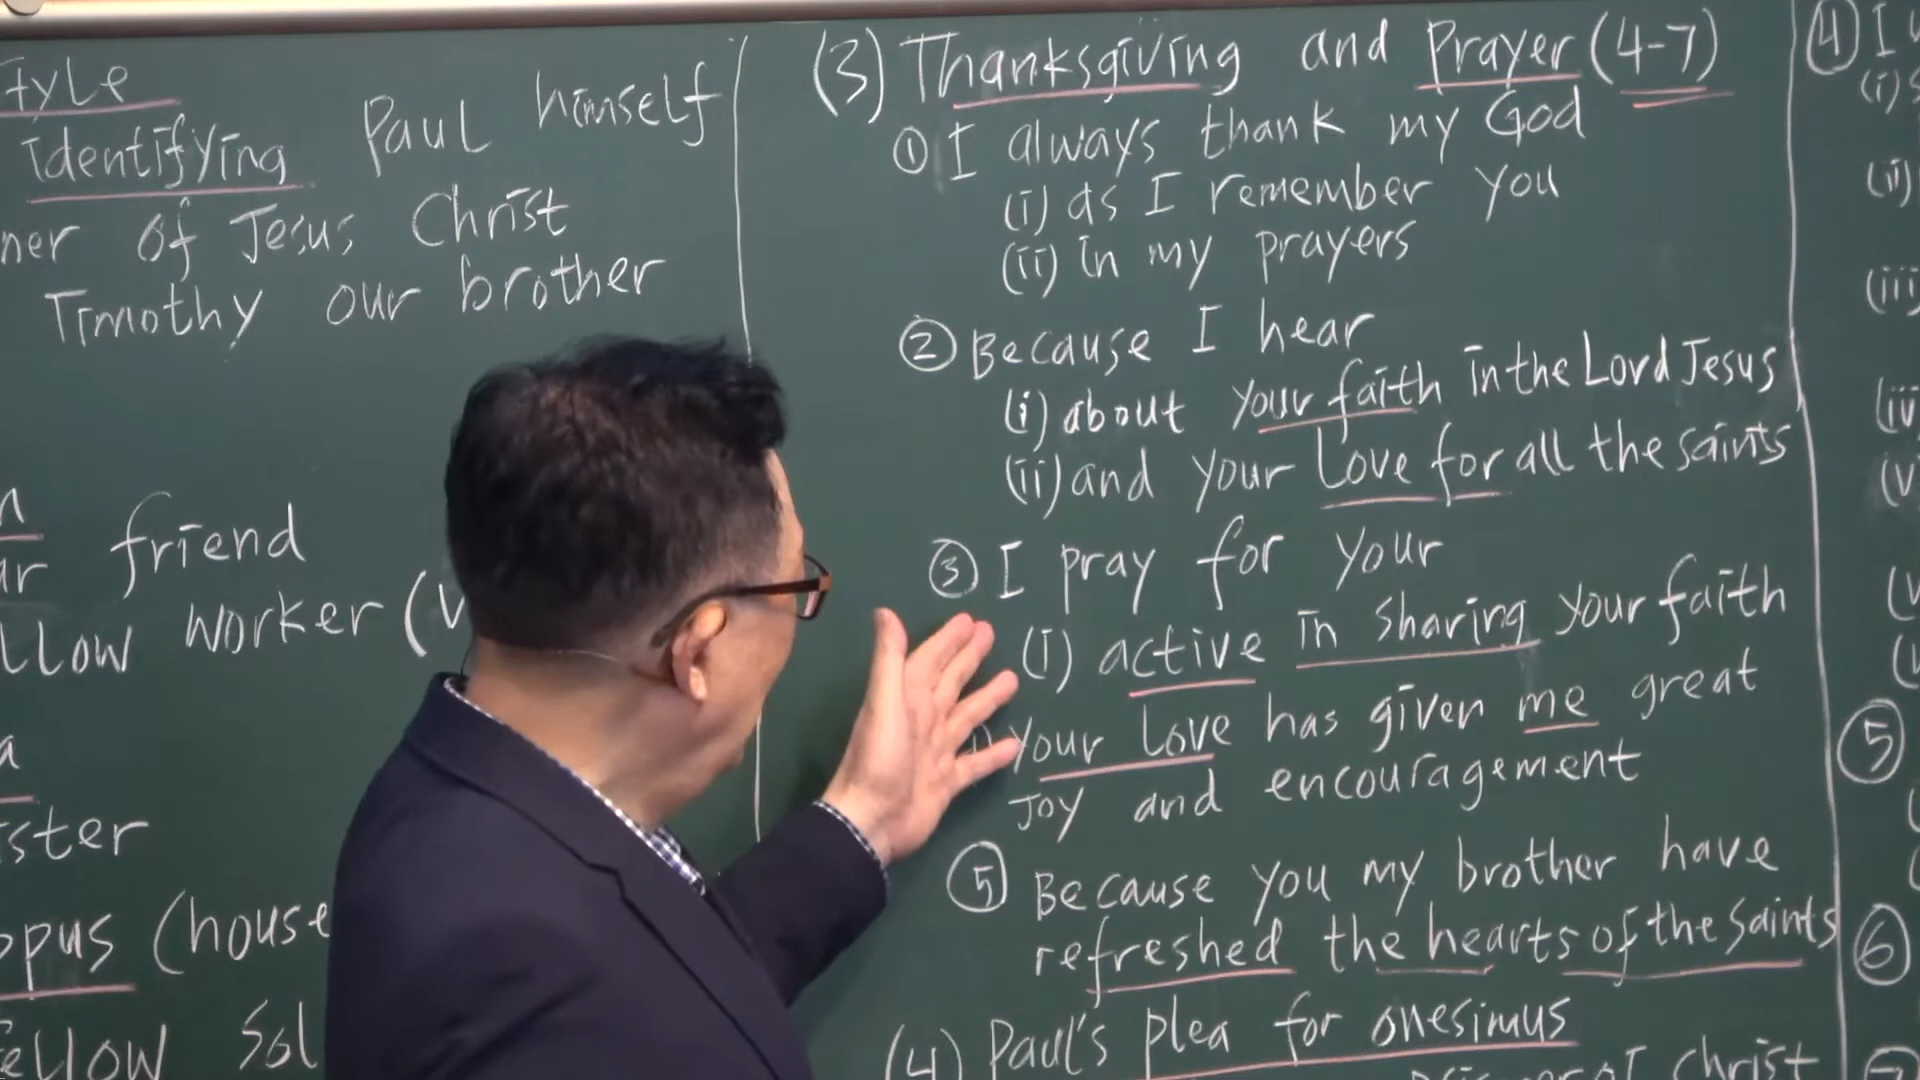 tyle
identifying Paul himself
ner of Jesus Christ
Timothy our brother
friend
llow worker (v
a
ster
ppus (house
fellow Sol
(3) Thanksgiving and Prayer (4-7)
① I always thank my God
(i) as I remember you
(ii) in my prayers
② Because I hear
(i) about your faith in the Lord Jesus
(ii) and your Love for all the saints
③ I pray for your
(i) active in sharing your faith
your Love has given me great
Joy and encouragement
⑤ Because you my brother have
refreshed the hearts of the saints
(4) Paul's plea for onesimus
Christ
④ I
(i) s
(ii)
(iii)
(iv
(v
(v
(v
⑤
⑥